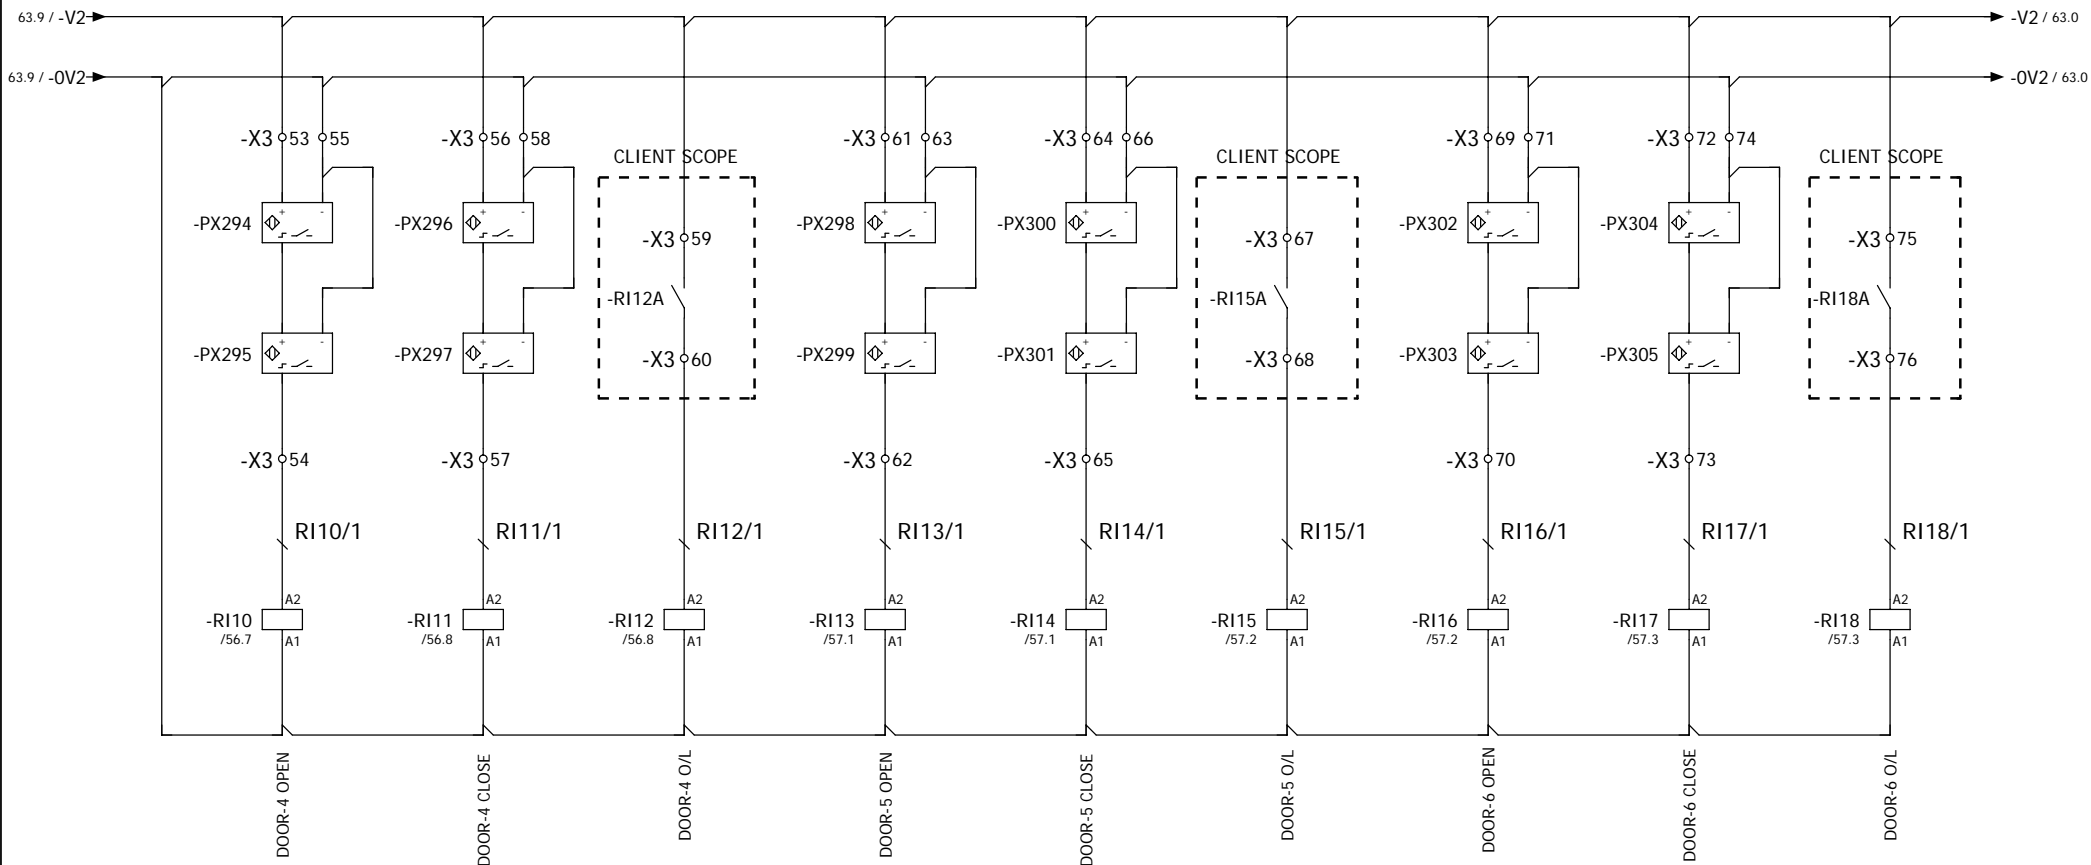 63.9 / -V2
-V2 / 63.0
63.9 / -0V2
-0V2 / 63.0
-X3 53 55
-X3 56 58
-X3 61 63
-X3 64 66
-X3 69 71
-X3 72 74
CLIENT SCOPE
CLIENT SCOPE
CLIENT SCOPE
-PX294 + -
-PX296 + -
-X3 59
-PX298 + -
-PX300 + -
-X3 67
-PX302 + -
-PX304 + -
-X3 75
-RI12A
-RI15A
-RI18A
-PX295 + -
-PX297 + -
-X3 60
-PX299 + -
-PX301 + -
-X3 68
-PX303 + -
-PX305 + -
-X3 76
-X3 54
-X3 57
-X3 62
-X3 65
-X3 70
-X3 73
RI10/1
RI11/1
RI12/1
RI13/1
RI14/1
RI15/1
RI16/1
RI17/1
RI18/1
A2
A2
A2
A2
A2
A2
A2
A2
A2
-RI10
-RI11
-RI12
-RI13
-RI14
-RI15
-RI16
-RI17
-RI18
/56.7 A1
/56.8 A1
/56.8 A1
/57.1 A1
/57.1 A1
/57.2 A1
/57.2 A1
/57.3 A1
/57.3 A1
DOOR-4 OPEN
DOOR-4 CLOSE
DOOR-4 O/L
DOOR-5 OPEN
DOOR-5 CLOSE
DOOR-5 O/L
DOOR-6 OPEN
DOOR-6 CLOSE
DOOR-6 O/L